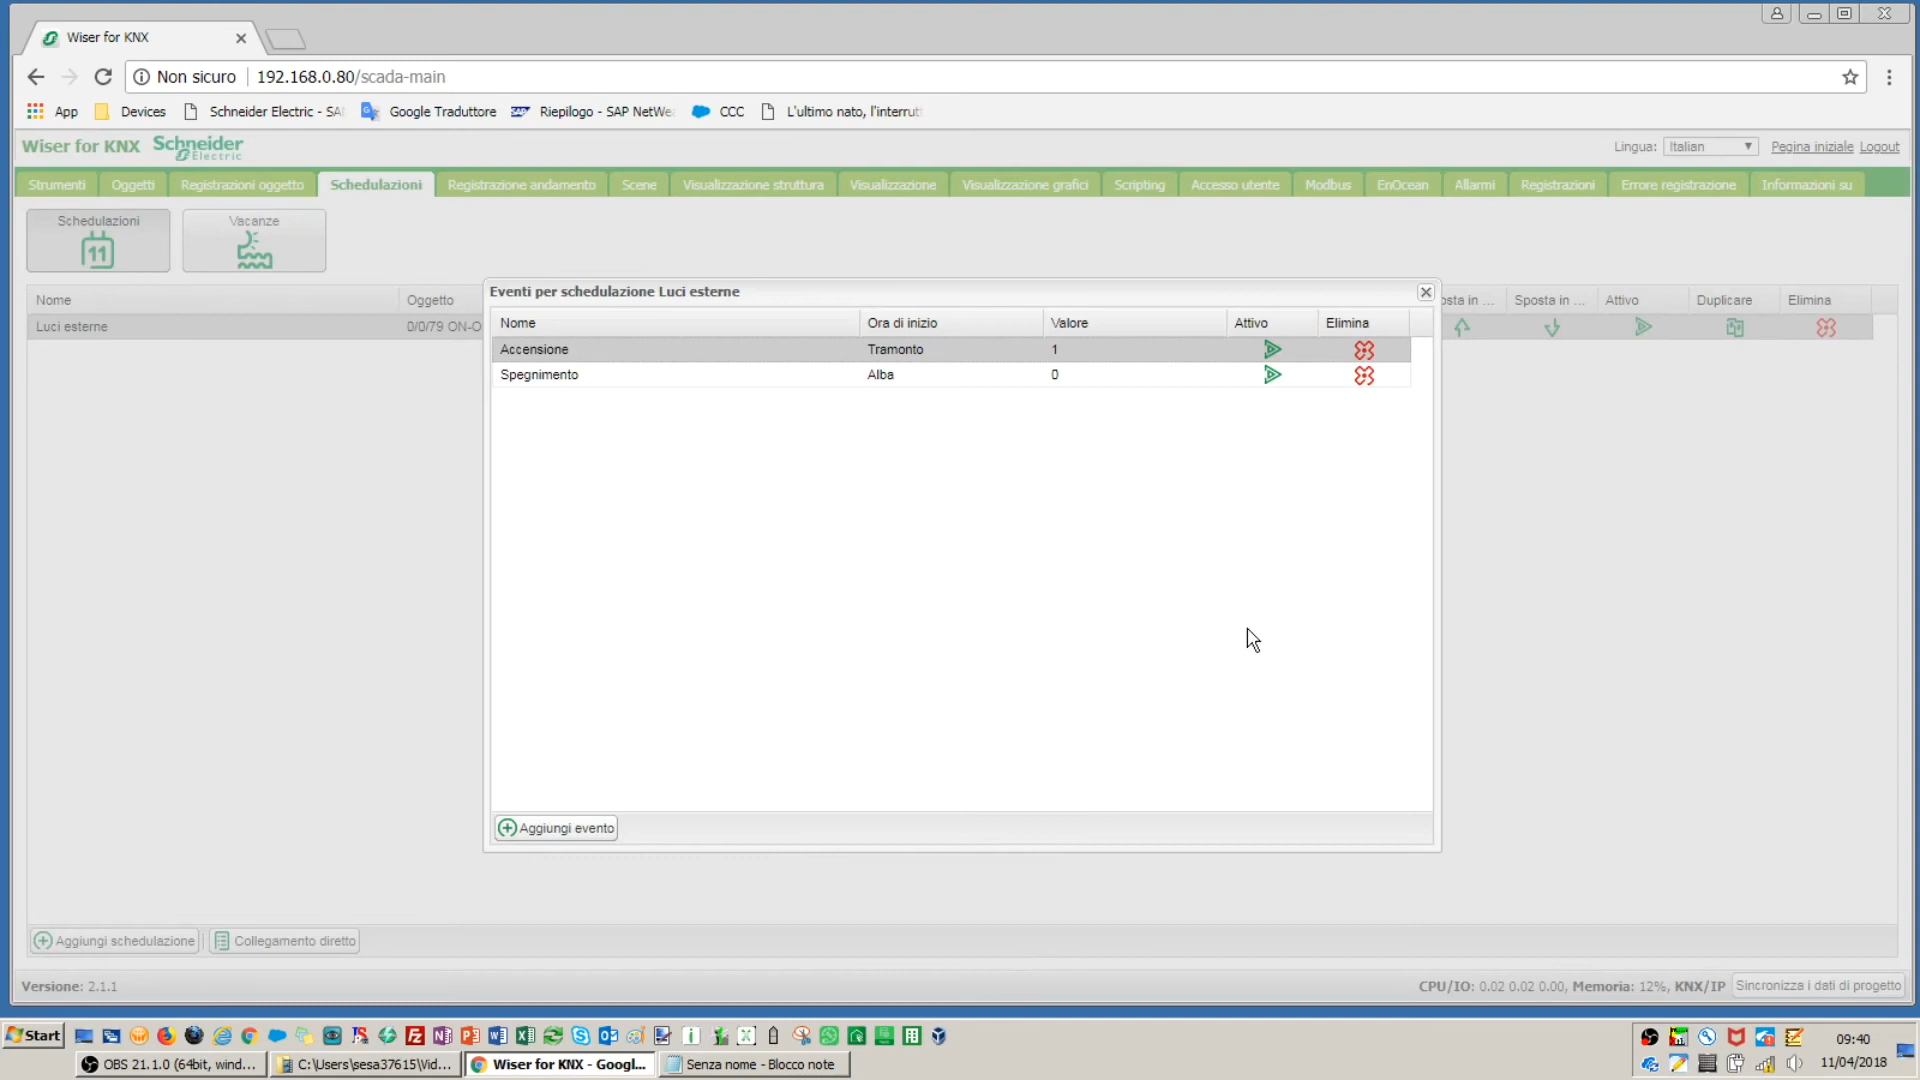 Wiser for KNX
Non sicuro 192.168.0.80/scada-main
App Devices Schneider Electric - SA Google Traduttore Riepilogo - SAP NetWe CCC L'ultimo nato, l'interrut
Wiser for KNX Schneider Electric Lingua: Italian Pegina iniziale Logout
Strumenti Oggetti Registrazioni oggetto Schedulazioni Registrazione andamento Scene Visualizzazione struttura Visualizzazione Visualizzazione grafici Scripting Accesso utente Modbus EnOcean Allarmi Registrazioni Errore registrazione Informazioni su
Schedulazioni Vacanze
11
Eventi per schedulazione Luci esterne
Nome Oggetto osta in ... Sposta in ... Attivo Duplicare Elimina
Luci esterne 0/0/79 ON-O
Nome Ora di inizio Valore Attivo Elimina
Accensione Tramonto 1
Spegnimento Alba 0
Aggiungi evento
Aggiungi schedulazione Collegamento diretto
Versione: 2.1.1 CPU/IO: 0.02 0.02 0.00, Memoria: 12%, KNX/IP Sincronizza i dati di progetto
Start 09:40
OBS 21.1.0 (64bit, wind... C:\Users\sesa37615\Vid... Wiser for KNX - Googl... Senza nome - Blocco note 11/04/2018